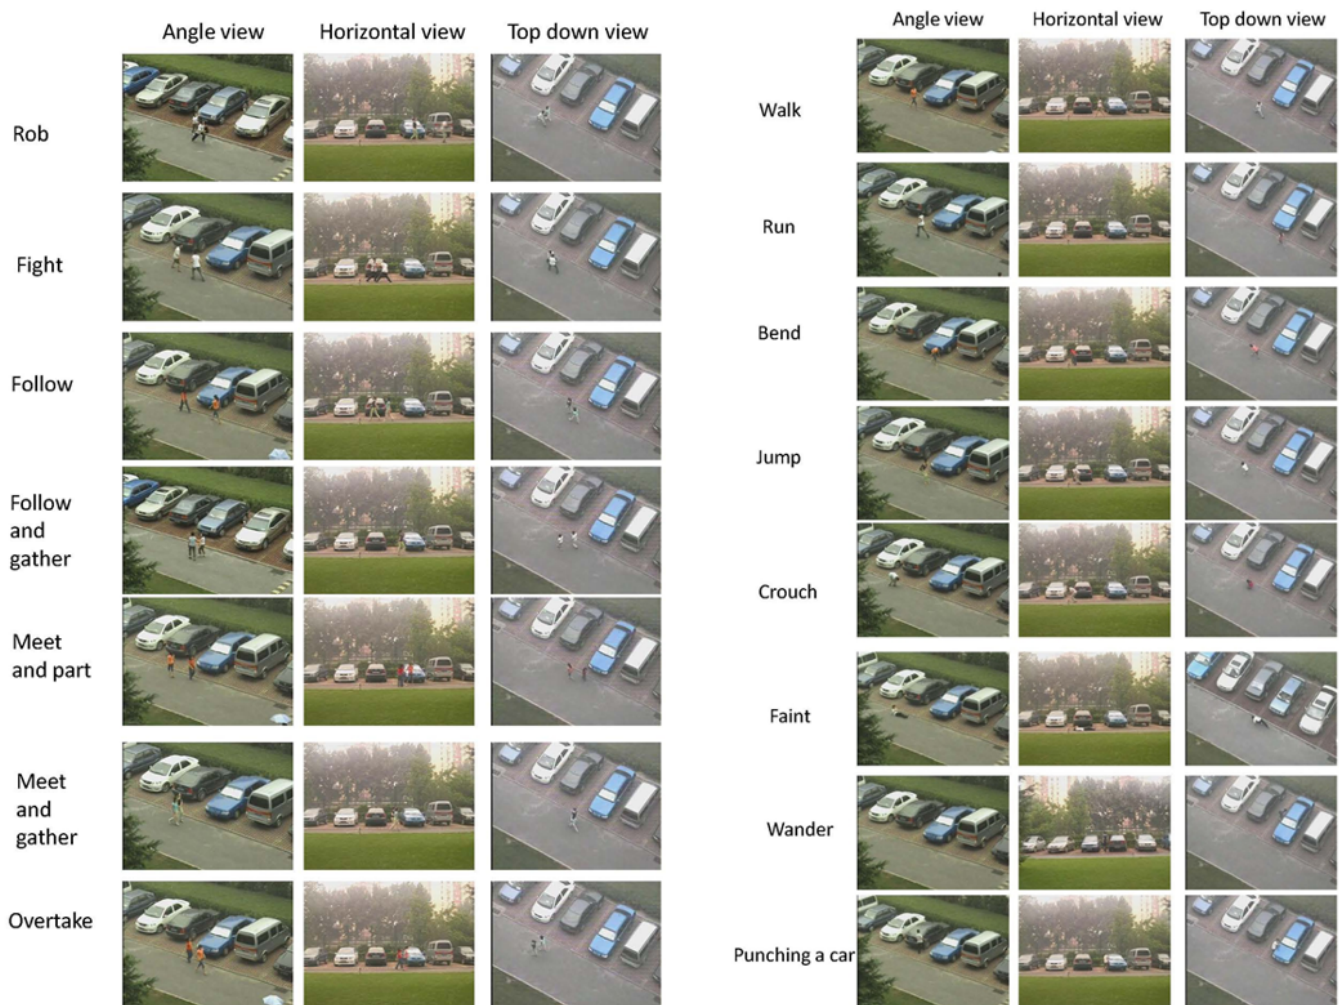 Angle view Horizontal view Top down view
Rob
Fight
Follow
Follow
and
gather
Meet
and part
Meet
and
gather
Overtake
Angle view Horizontal view Top down view
Walk
Run
Bend
Jump
Crouch
Faint
Wander
Punching a car